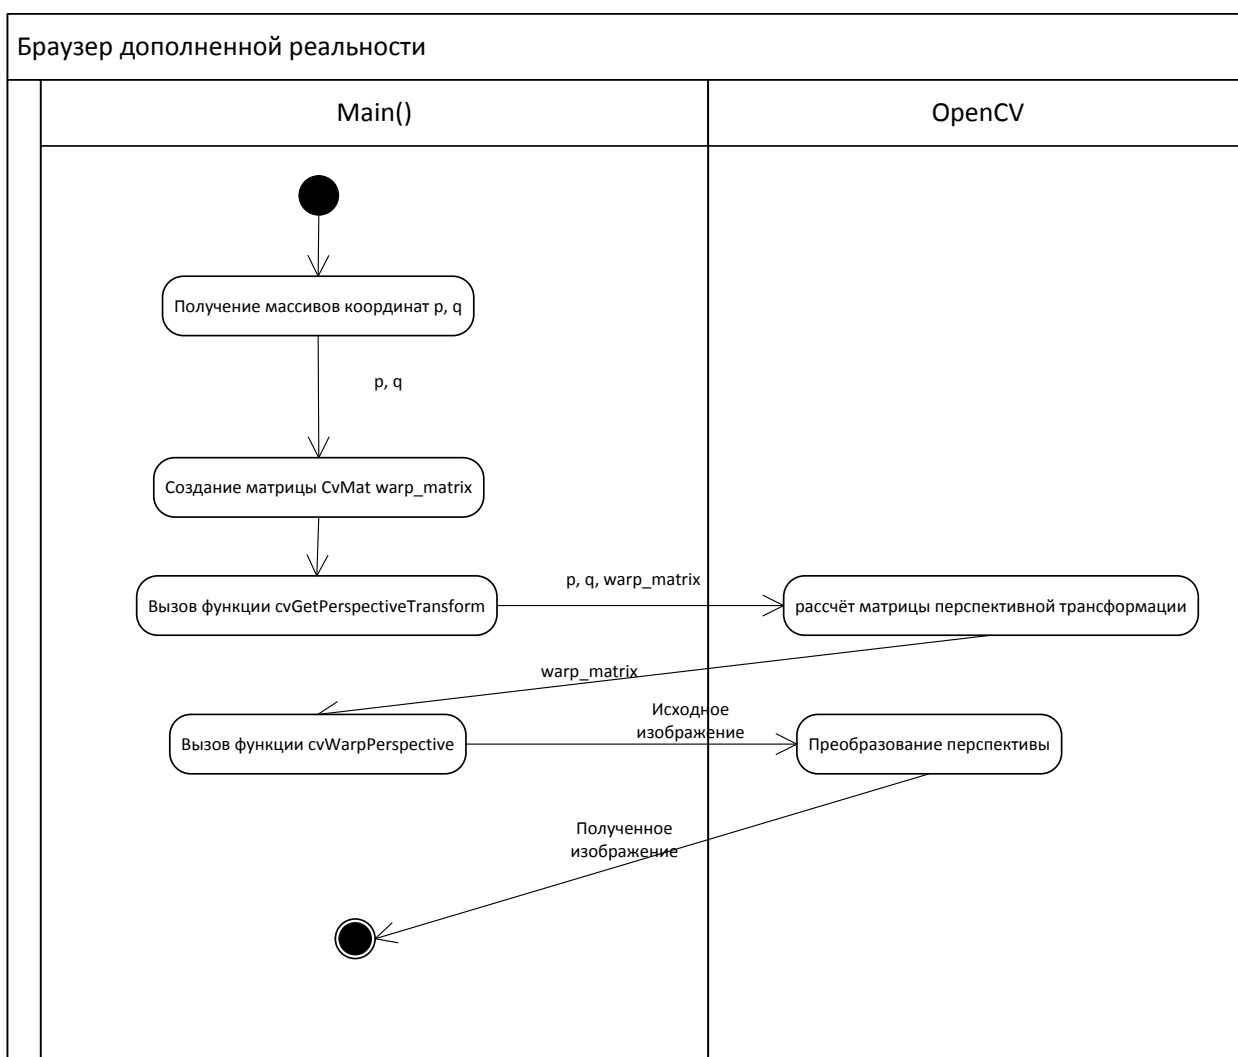 Браузер дополненной реальности
Main()
OpenCV
Получение массивов координат p, q
p, q
Создание матрицы CvMat warp_matrix
Вызов функции cvGetPerspectiveTransform
p, q, warp_matrix
рассчёт матрицы перспективной трансформации
warp_matrix
Вызов функции cvWarpPerspective
Исходное
изображение
Преобразование перспективы
Полученное
изображение